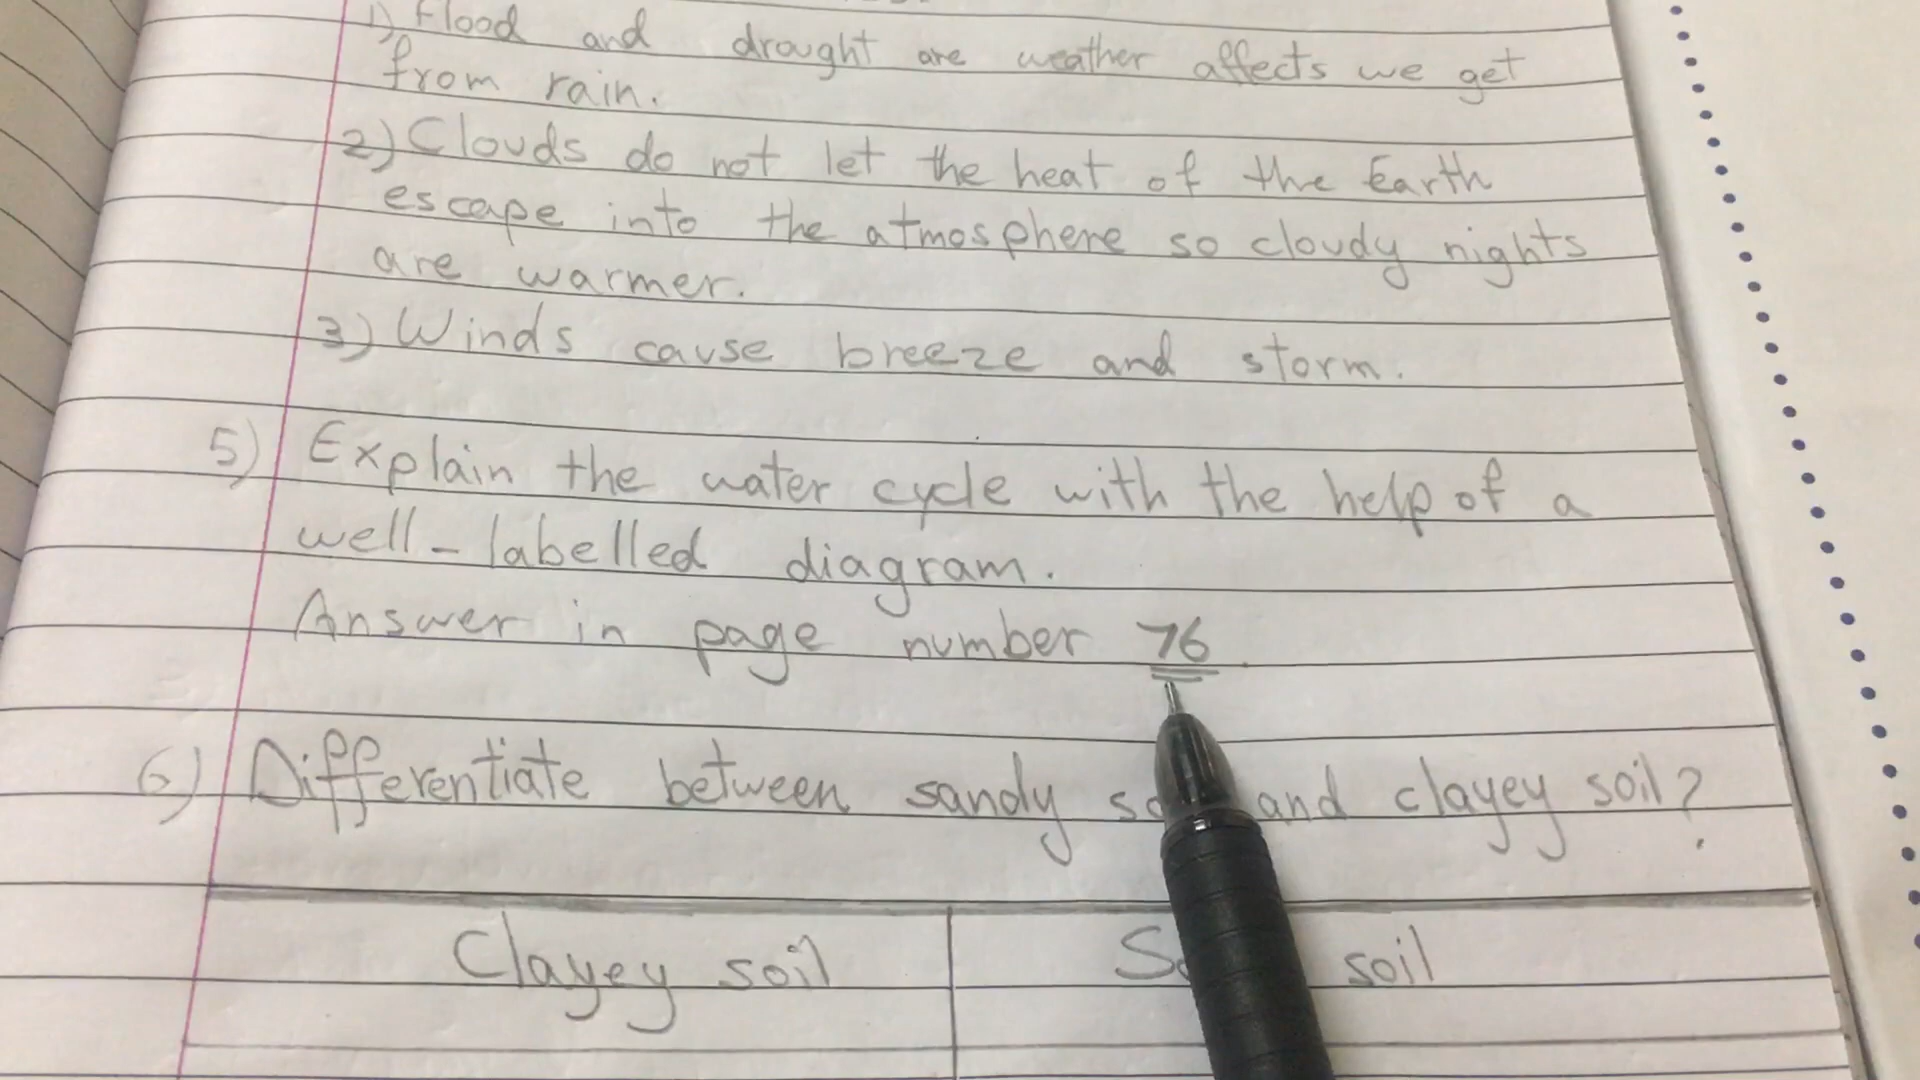 1) Flood and drought are weather affects we get
from rain.
2) Clouds do not let the heat of the Earth
escape into the atmosphere so cloudy nights
are warmer.
3) Winds cause breeze and storm.
5) Explain the water cycle with the help of a
well-labelled diagram.
Answer in page number 76
6) Differentiate between sandy and clayey soil?
Clayey soil
soil